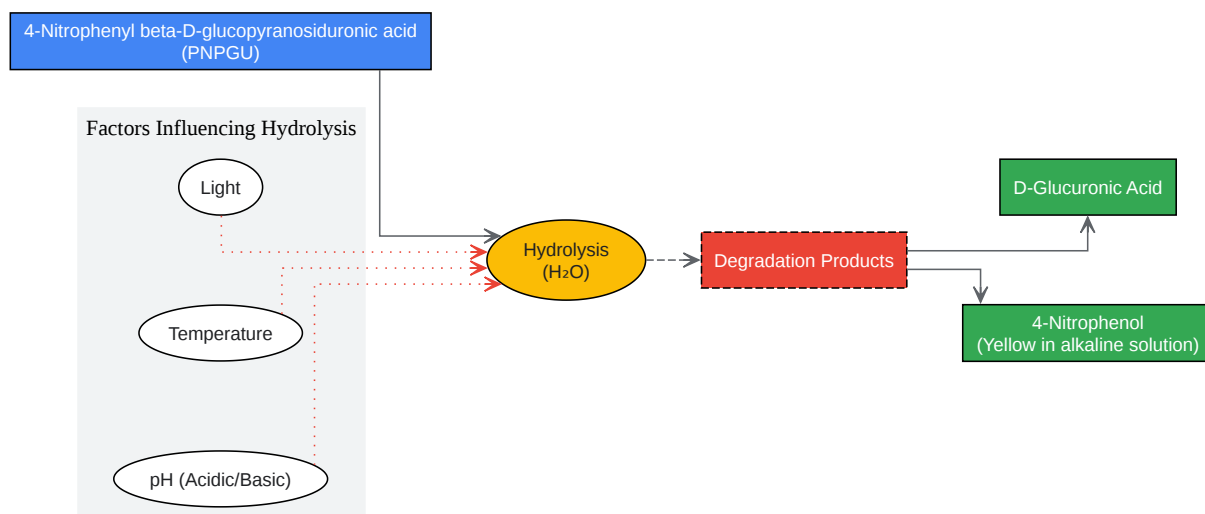 4-Nitrophenyl beta-D-glucopyranosiduronic acid
(PNPGU)
Factors Influencing Hydrolysis
Light
Temperature
pH (Acidic/Basic)
Hydrolysis
(H₂O)
Degradation Products
D-Glucuronic Acid
4-Nitrophenol
(Yellow in alkaline solution)